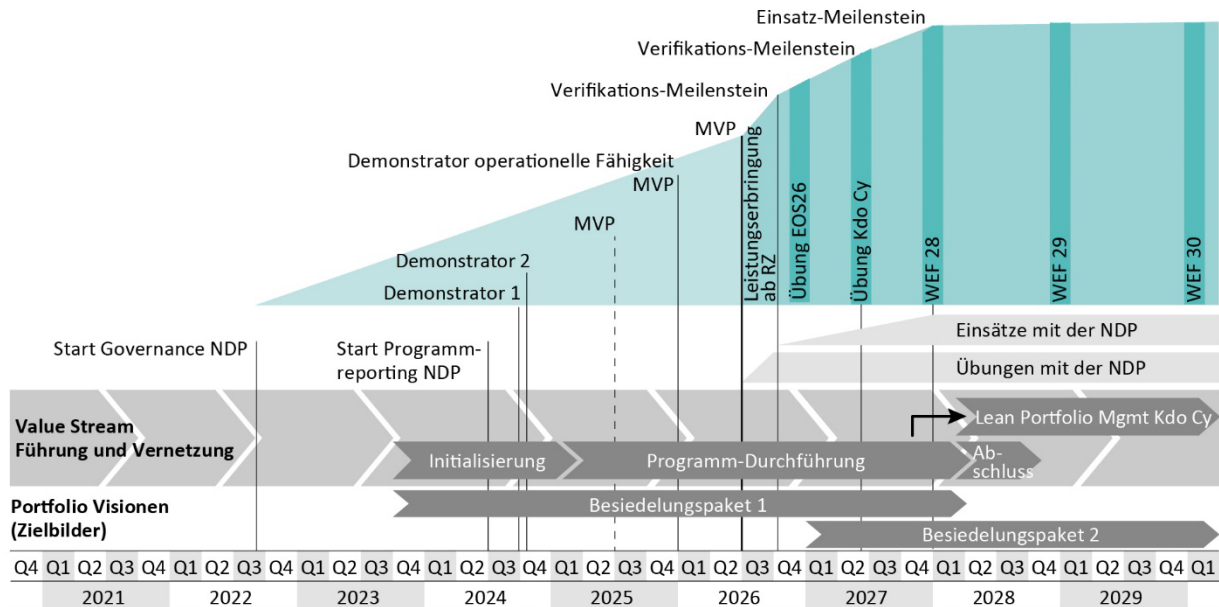 Einsatz-Meilenstein
Verifikations-Meilenstein
Verifikations-Meilenstein
MVP
Demonstrator operationelle Fähigkeit
MVP
MVP
Demonstrator 2
Demonstrator 1
Leistungserbringung
ab RZ
Übung EOS26
Übung Kdo Cy
WEF 28
WEF 29
WEF 30
Start Governance NDP
Start Programm-
reporting NDP
Einsätze mit der NDP
Übungen mit der NDP
Value Stream
Führung und Vernetzung
Lean Portfolio Mgmt Kdo Cy
Initialisierung
Programm-Durchführung
Ab-
schluss
Portfolio Visionen
(Zielbilder)
Besiedelungspaket 1
Besiedelungspaket 2
Q4 Q1 Q2 Q3 Q4 Q1 Q2 Q3 Q4 Q1 Q2 Q3 Q4 Q1 Q2 Q3 Q4 Q1 Q2 Q3 Q4 Q1 Q2 Q3 Q4 Q1 Q2 Q3 Q4 Q1 Q2 Q3 Q4 Q1 Q2 Q3 Q4 Q1
2021 2022 2023 2024 2025 2026 2027 2028 2029